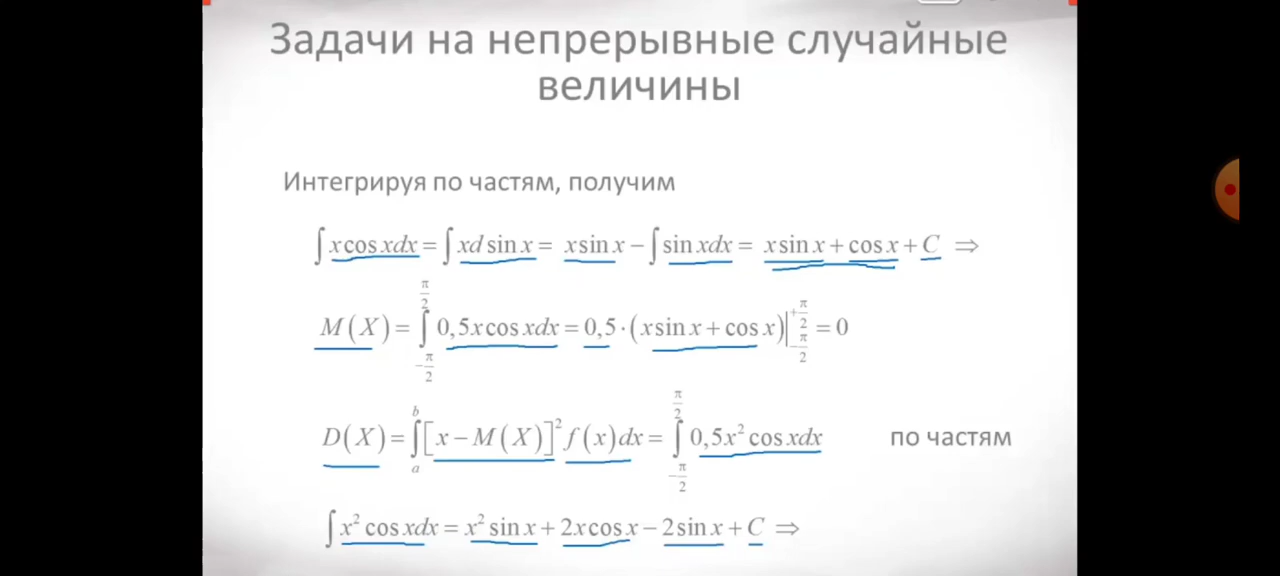 Задачи на непрерывные случайные
величины
Интегрируя по частям, получим
∫ x cos xdx = ∫ xd sin x = x sin x − ∫ sin xdx = x sin x + cos x + C ⇒
M(X) = ∫_{-π/2}^{π/2} 0,5x cos xdx = 0,5·(x sin x + cos x)|_{-π/2}^{+π/2} = 0
D(X) = ∫_a^b [x − M(X)]² f(x)dx = ∫_{-π/2}^{π/2} 0,5x² cos xdx по частям
∫ x² cos xdx = x² sin x + 2x cos x − 2 sin x + C ⇒